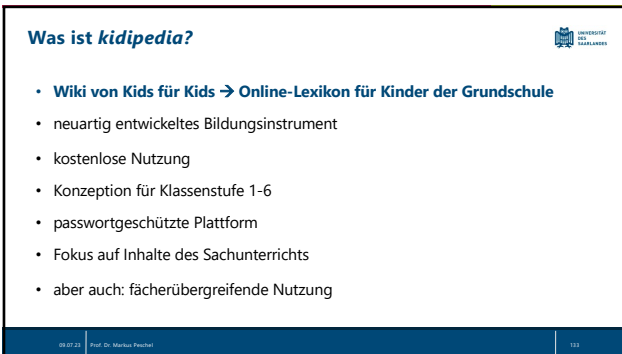 Was ist kidipedia?
UNIVERSITÄT
DES
SAARLANDES
• Wiki von Kids für Kids → Online-Lexikon für Kinder der Grundschule
• neuartig entwickeltes Bildungsinstrument
• kostenlose Nutzung
• Konzeption für Klassenstufe 1-6
• passwortgeschützte Plattform
• Fokus auf Inhalte des Sachunterrichts
• aber auch: fächerübergreifende Nutzung
09.07.23 Prof. Dr. Markus Peschel 133